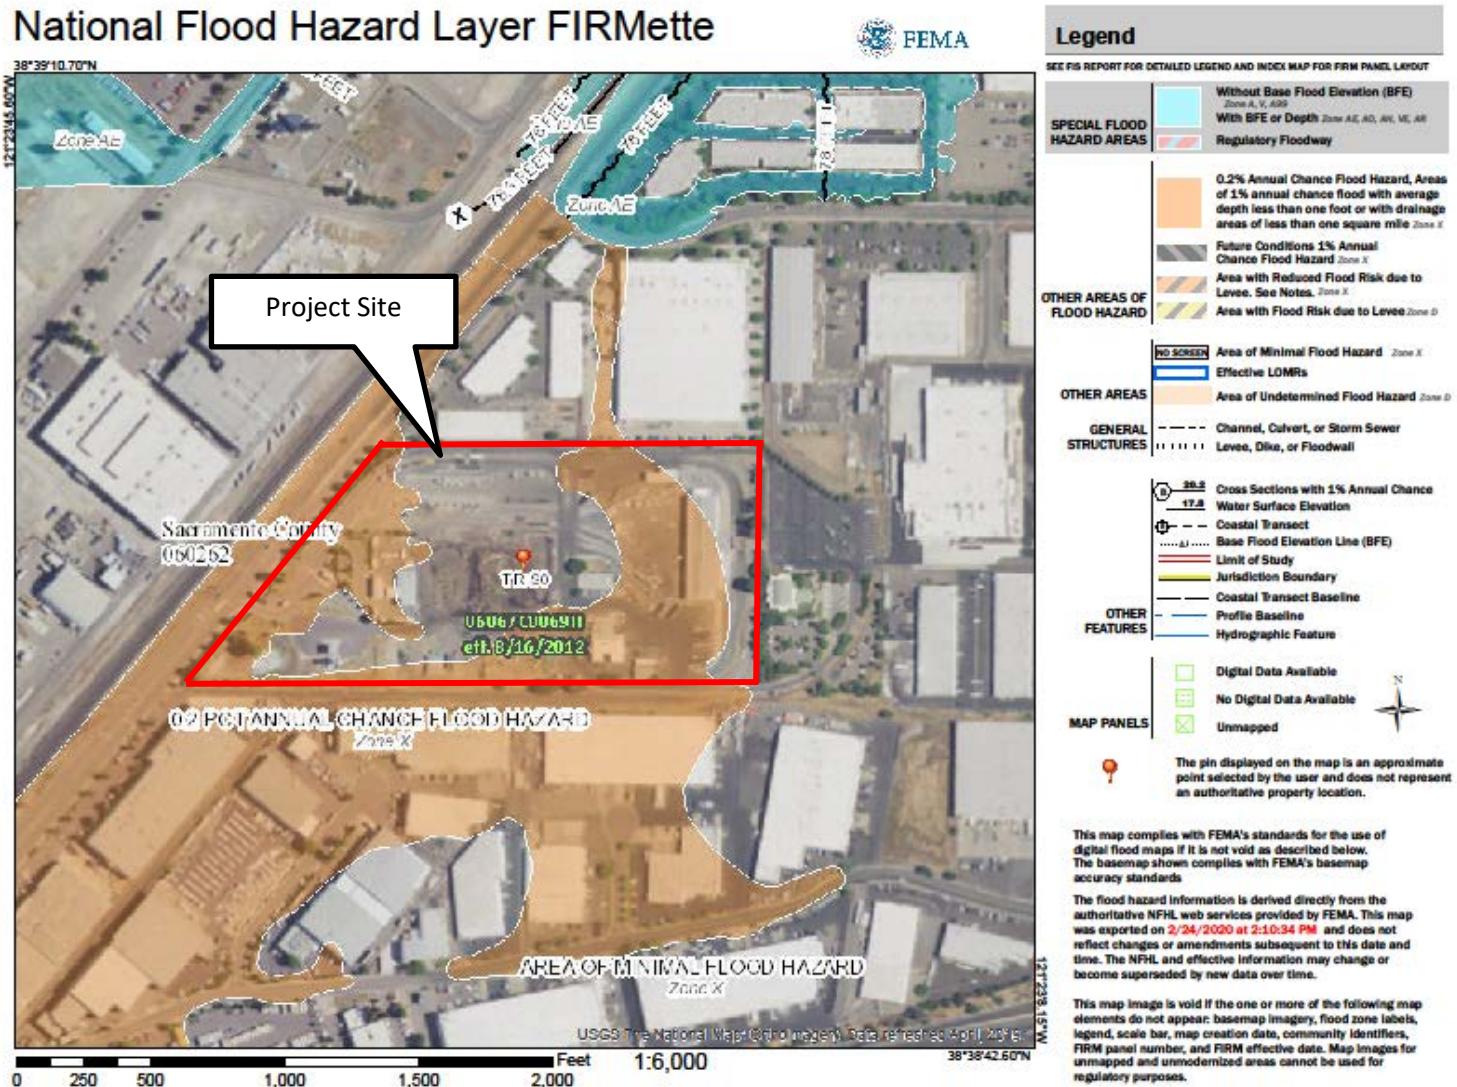 National Flood Hazard Layer FIRMette
FEMA
38°39'10.70"N
121°23'45.60"W
Zone AE
76 FEET
78 FEET
Zone AE
X
Project Site
Sacramento County
060262
TR 90
eff. 8/16/2012
0.2 PCT ANNUAL CHANCE FLOOD HAZARD
Zone X
AREA OF MINIMAL FLOOD HAZARD
Zone X
USGS The National Map: Orthoimagery. Data refreshed April, 2019.
121°23'8.15"W
38°38'42.60"N
0 250 500 1,000 1,500 2,000 Feet 1:6,000
Legend
SEE FIS REPORT FOR DETAILED LEGEND AND INDEX MAP FOR FIRM PANEL LAYOUT
SPECIAL FLOOD
HAZARD AREAS
Without Base Flood Elevation (BFE)
Zone A, V, A99
With BFE or Depth Zone AE, AO, AH, VE, AR
Regulatory Floodway
OTHER AREAS OF
FLOOD HAZARD
0.2% Annual Chance Flood Hazard, Areas
of 1% annual chance flood with average
depth less than one foot or with drainage
areas of less than one square mile Zone X
Future Conditions 1% Annual
Chance Flood Hazard Zone X
Area with Reduced Flood Risk due to
Levee. See Notes. Zone X
Area with Flood Risk due to Levee Zone D
OTHER AREAS
NO SCREEN Area of Minimal Flood Hazard Zone X
Effective LOMRs
Area of Undetermined Flood Hazard Zone D
GENERAL
STRUCTURES
Channel, Culvert, or Storm Sewer
Levee, Dike, or Floodwall
OTHER
FEATURES
20.2 Cross Sections with 1% Annual Chance
17.5 Water Surface Elevation
Coastal Transect
Base Flood Elevation Line (BFE)
Limit of Study
Jurisdiction Boundary
Coastal Transect Baseline
Profile Baseline
Hydrographic Feature
MAP PANELS
Digital Data Available
No Digital Data Available
Unmapped
N
The pin displayed on the map is an approximate
point selected by the user and does not represent
an authoritative property location.
This map complies with FEMA's standards for the use of
digital flood maps if it is not void as described below.
The basemap shown complies with FEMA's basemap
accuracy standards
The flood hazard information is derived directly from the
authoritative NFHL web services provided by FEMA. This map
was exported on 2/24/2020 at 2:10:34 PM and does not
reflect changes or amendments subsequent to this date and
time. The NFHL and effective information may change or
become superseded by new data over time.
This map image is void if the one or more of the following map
elements do not appear: basemap imagery, flood zone labels,
legend, scale bar, map creation date, community identifiers,
FIRM panel number, and FIRM effective date. Map images for
unmapped and unmodernized areas cannot be used for
regulatory purposes.